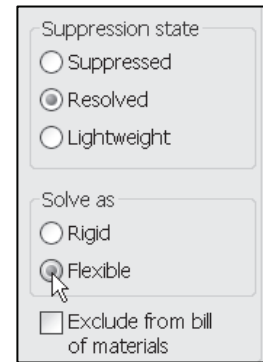 Suppression state
Suppressed
Resolved
Lightweight
Solve as
Rigid
Flexible
Exclude from bill
of materials